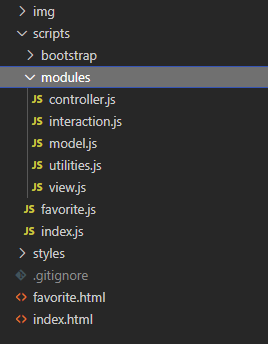 img
scripts
bootstrap
modules
JS controller.js
JS interaction.js
JS model.js
JS utilities.js
JS view.js
JS favorite.js
JS index.js
styles
.gitignore
<> favorite.html
<> index.html